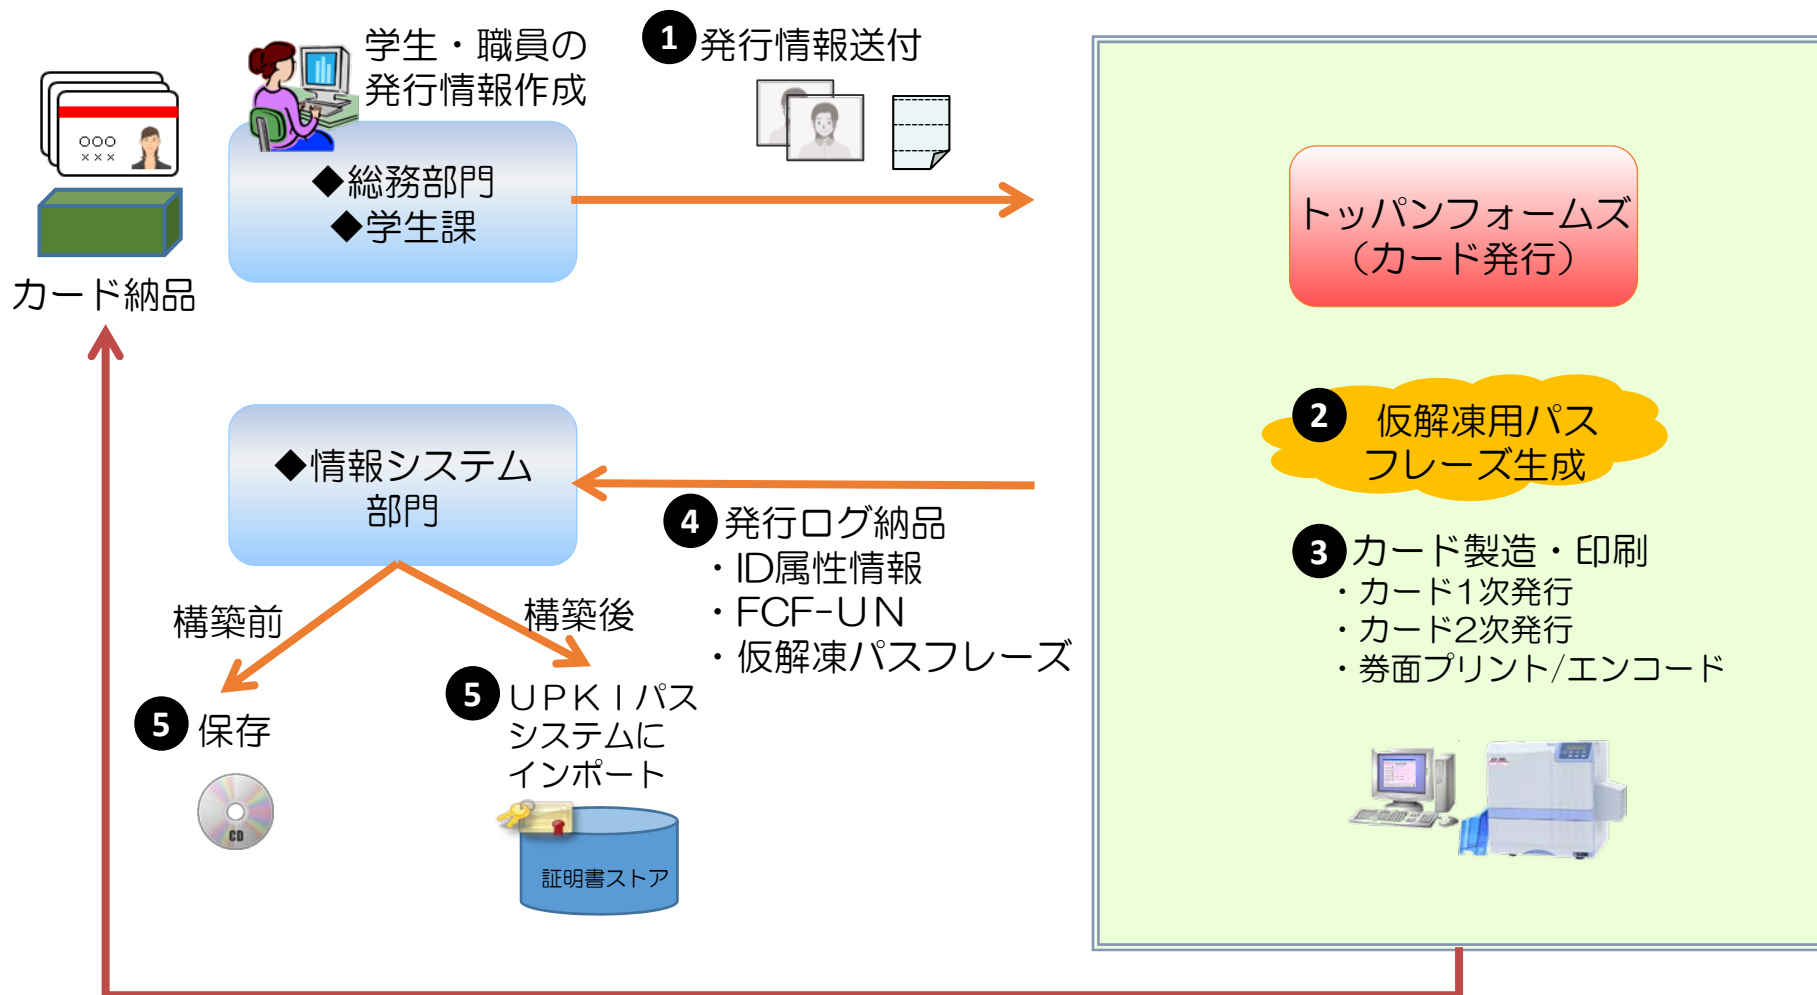 学生・職員の
発行情報作成
1 発行情報送付
○○○
×××
◆総務部門
◆学生課
カード納品
トッパンフォームズ
（カード発行）
2 仮解凍用パス
フレーズ生成
3 カード製造・印刷
・カード1次発行
・カード2次発行
・券面プリント/エンコード
◆情報システム
部門
4 発行ログ納品
・ID属性情報
・FCF-UN
・仮解凍パスフレーズ
構築前
構築後
5 保存
CD
5 UPKIパス
システムに
インポート
証明書ストア